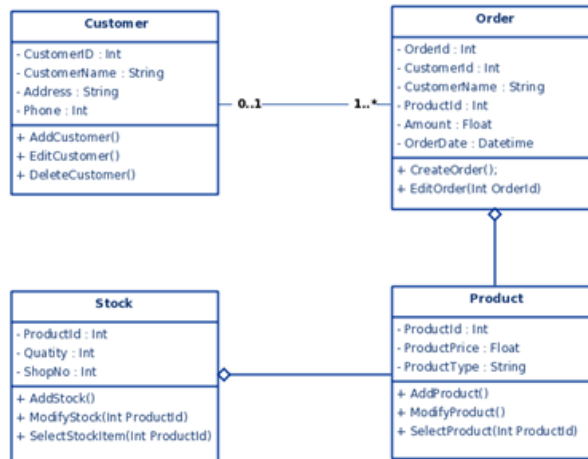 Customer
- CustomerID : Int
- CustomerName : String
- Address : String
- Phone : Int
+ AddCustomer()
+ EditCustomer()
+ DeleteCustomer()
0..1
1..*
Order
- OrderId : Int
- CustomerId : Int
- CustomerName : String
- ProductId : Int
- Amount : Float
- OrderDate : Datetime
+ CreateOrder();
+ EditOrder(Int OrderId)
Stock
- ProductId : Int
- Quatity : Int
- ShopNo : Int
+ AddStock()
+ ModifyStock(Int ProductId)
+ SelectStockItem(Int ProductId)
Product
- ProductId : Int
- ProductPrice : Float
- ProductType : String
+ AddProduct()
+ ModifyProduct()
+ SelectProduct(Int ProductId)